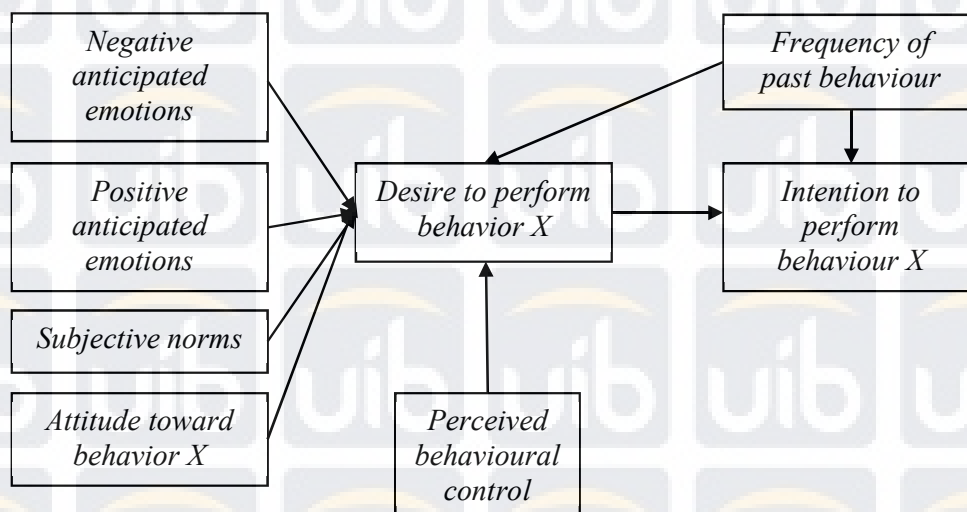 Negative
anticipated
emotions
Positive
anticipated
emotions
Subjective norms
Attitude toward
behavior X
Desire to perform
behavior X
Perceived
behavioural
control
Frequency of
past behaviour
Intention to
perform
behaviour X
uib